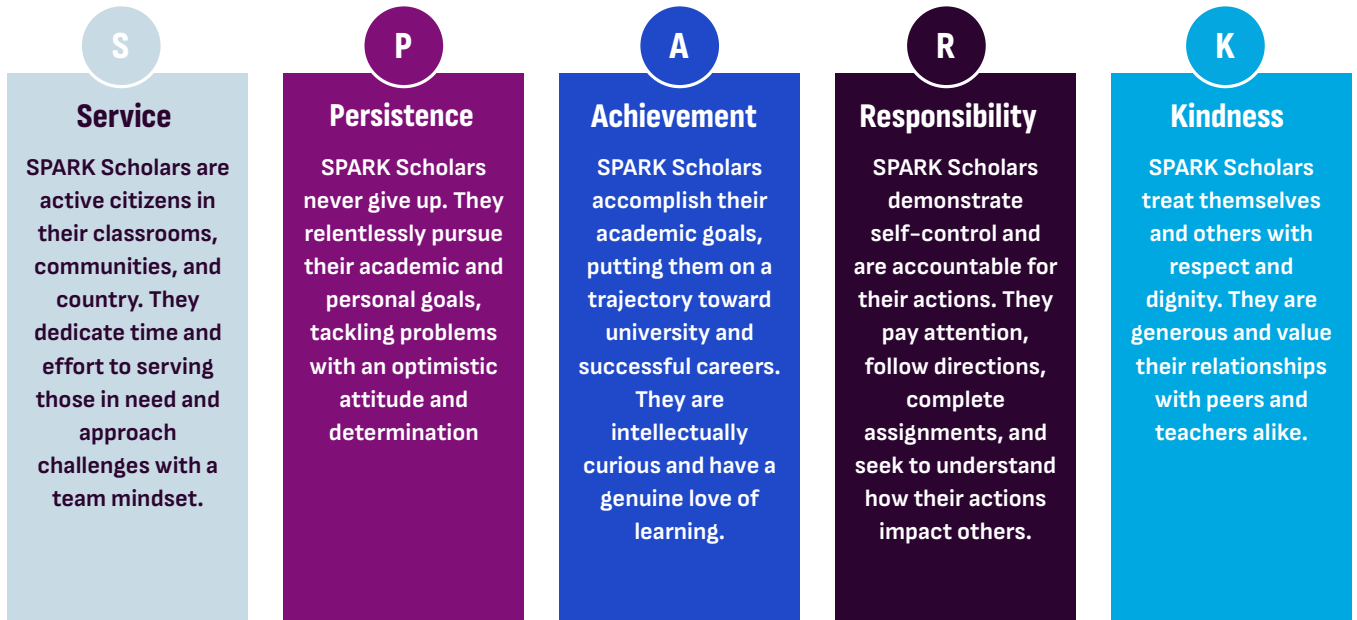 S
Service
SPARK Scholars are
active citizens in
their classrooms,
communities, and
country. They
dedicate time and
effort to serving
those in need and
approach
challenges with a
team mindset.
P
Persistence
SPARK Scholars
never give up. They
relentlessly pursue
their academic and
personal goals,
tackling problems
with an optimistic
attitude and
determination
A
Achievement
SPARK Scholars
accomplish their
academic goals,
putting them on a
trajectory toward
university and
successful careers.
They are
intellectually
curious and have a
genuine love of
learning.
R
Responsibility
SPARK Scholars
demonstrate
self-control and
are accountable for
their actions. They
pay attention,
follow directions,
complete
assignments, and
seek to understand
how their actions
impact others.
K
Kindness
SPARK Scholars
treat themselves
and others with
respect and
dignity. They are
generous and value
their relationships
with peers and
teachers alike.